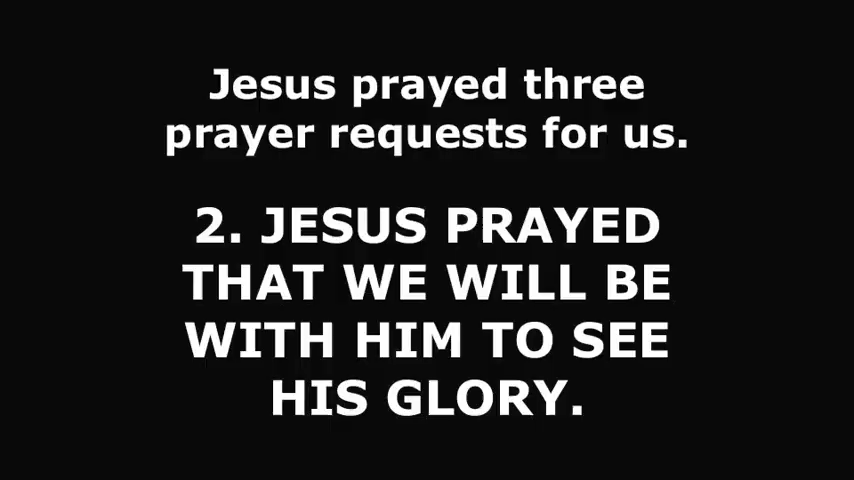 Jesus prayed three
prayer requests for us.
2. JESUS PRAYED
THAT WE WILL BE
WITH HIM TO SEE
HIS GLORY.